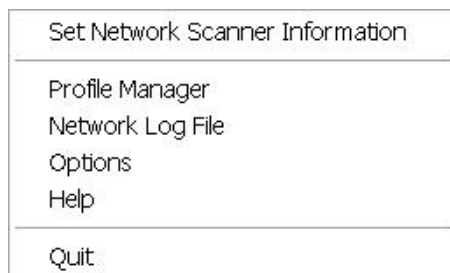 Set Network Scanner Information
Profile Manager
Network Log File
Options
Help
Quit